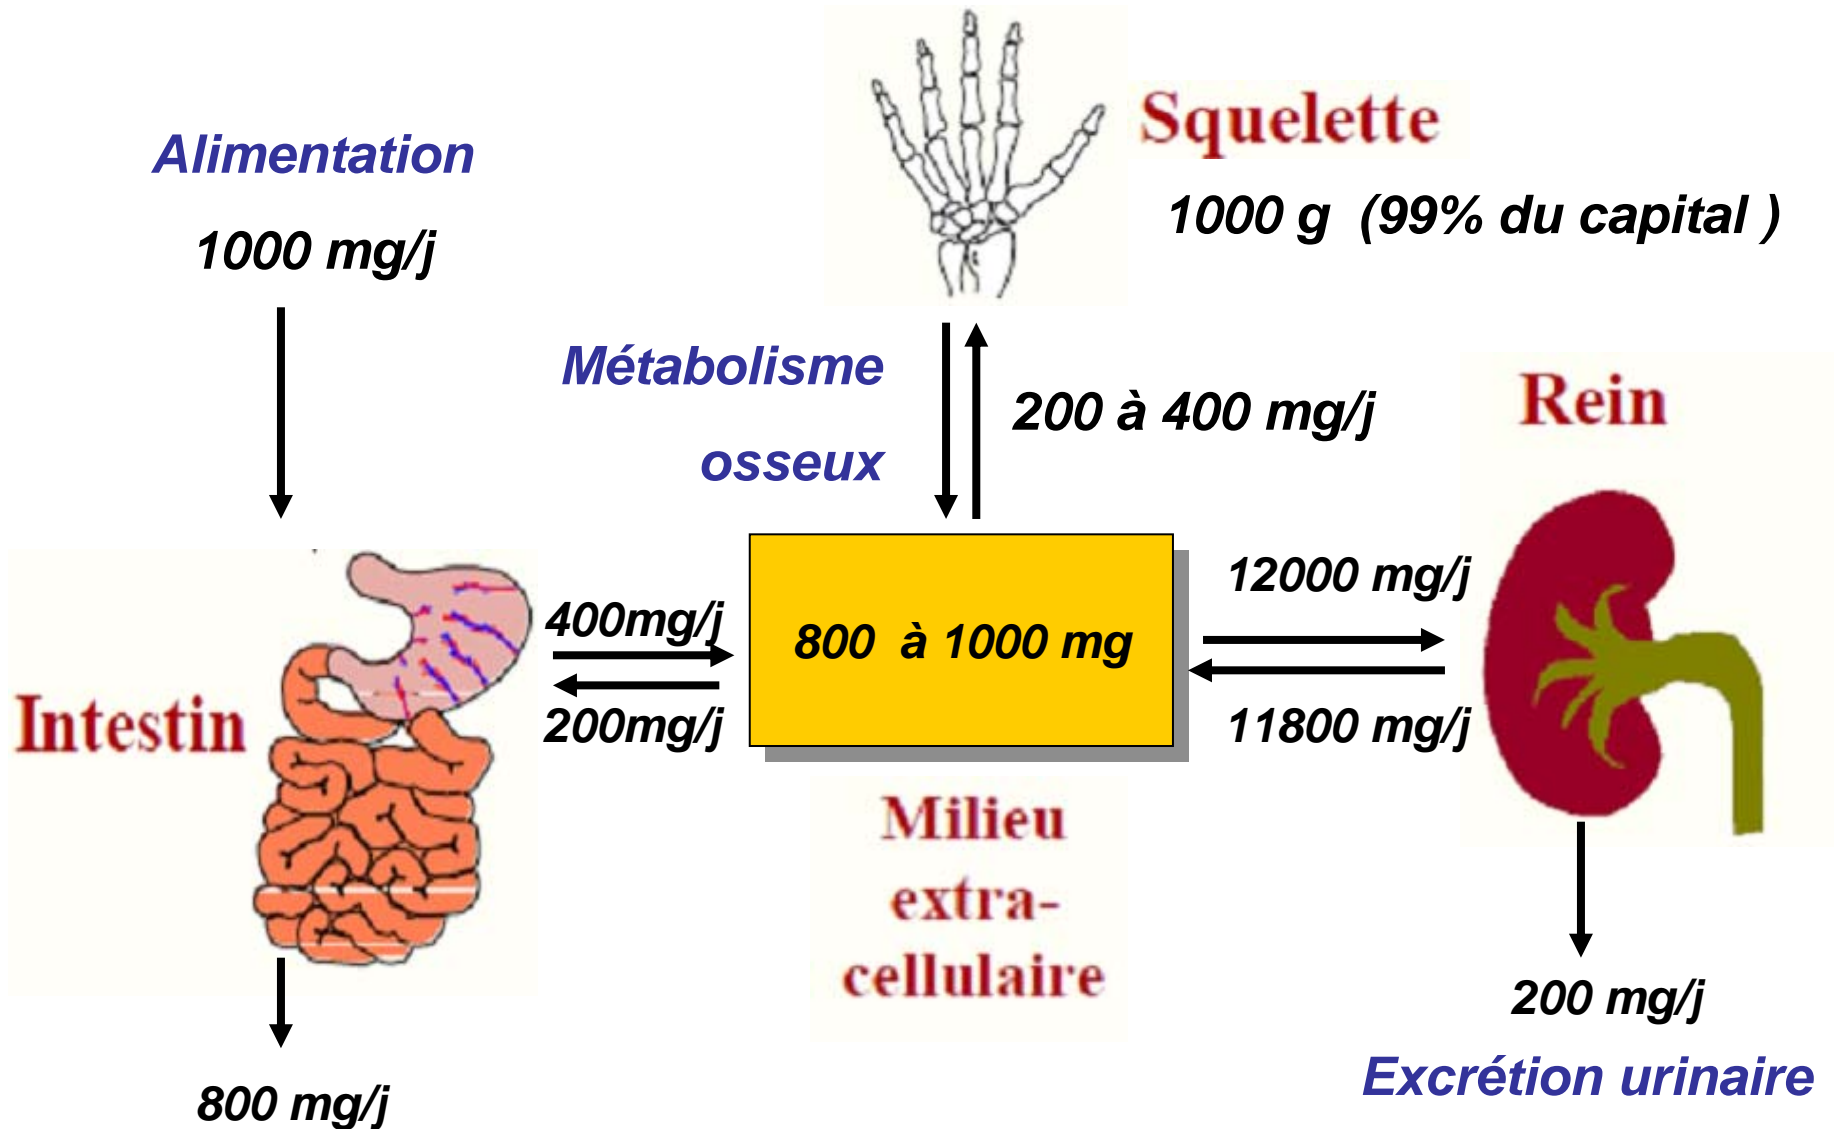 Squelette
1000 g (99% du capital )
Alimentation
1000 mg/j
Métabolisme
osseux
200 à 400 mg/j
Rein
400mg/j
200mg/j
800 à 1000 mg
12000 mg/j
11800 mg/j
Intestin
Milieu
extra-
cellulaire
800 mg/j
200 mg/j
Excrétion urinaire